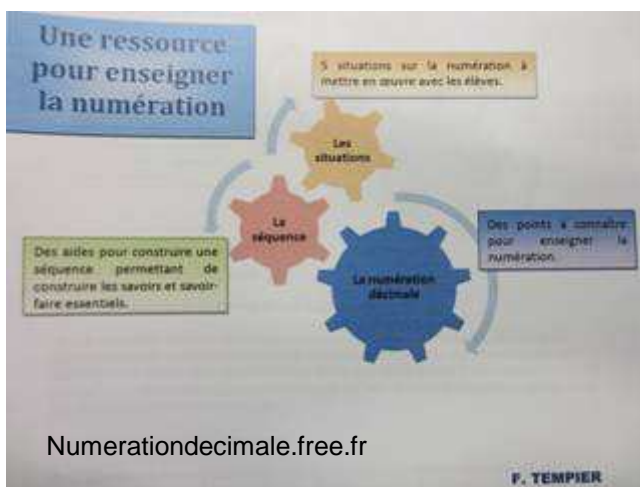 Une ressource
pour enseigner
la numération
5 situations sur la numération à
mettre en œuvre avec les élèves.
Les
situations
La
séquence
Des points à connaître
pour enseigner la
numération.
Des aides pour construire une
séquence permettant de
construire les savoirs et savoir-
faire essentiels.
La numération
décimale
Numerationdecimale.free.fr
F. TEMPIER